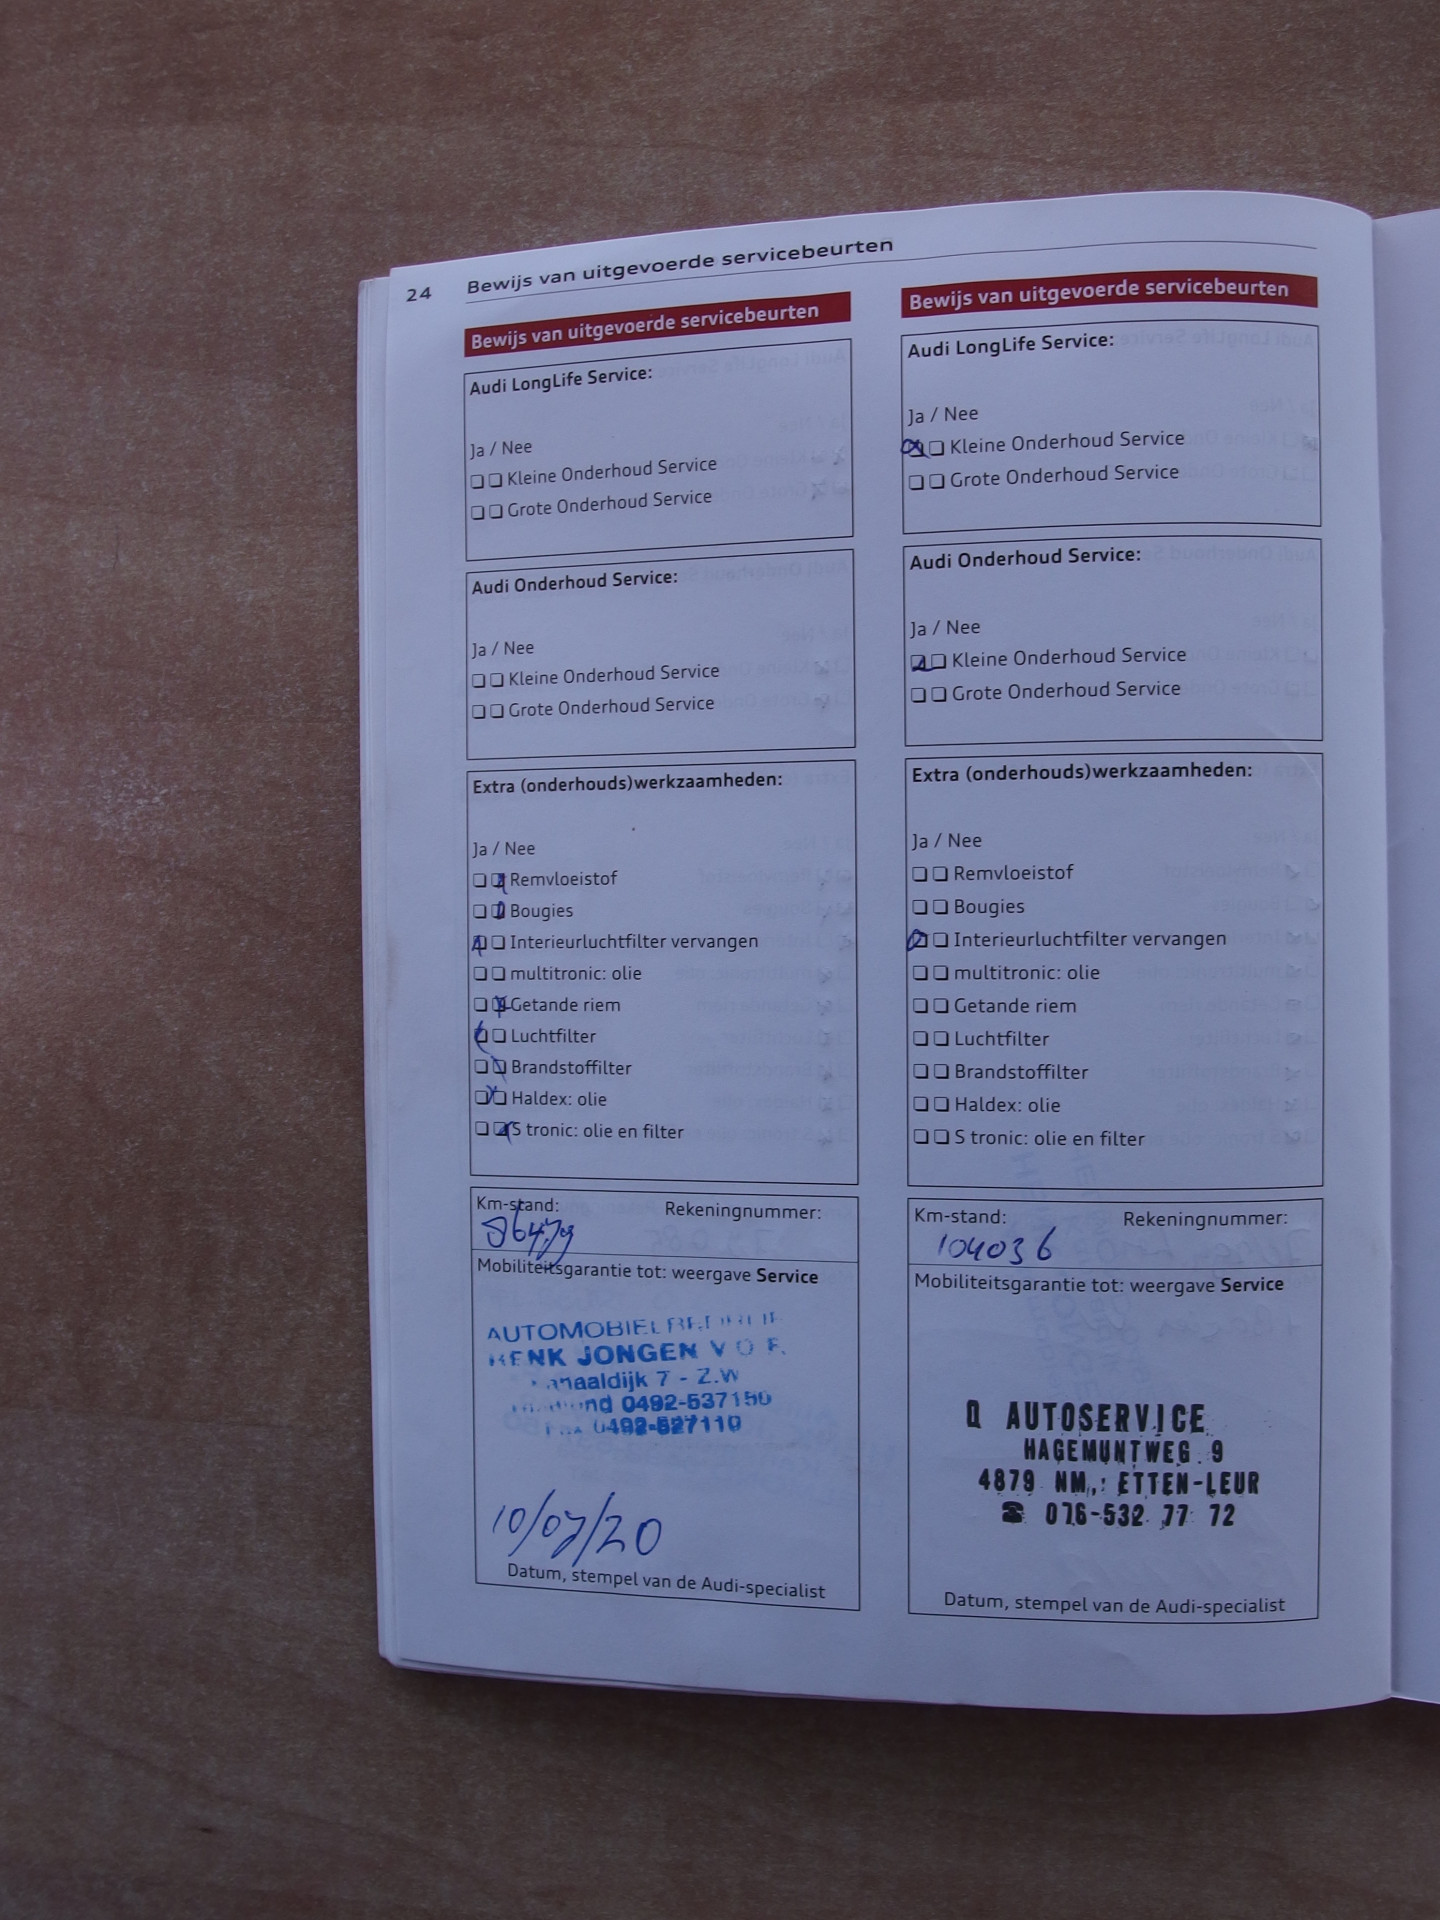 24 Bewijs van uitgevoerde servicebeurten
Bewijs van uitgevoerde servicebeurten
Audi LongLife Service:
Ja / Nee
Kleine Onderhoud Service
Grote Onderhoud Service
Audi Onderhoud Service:
Ja / Nee
Kleine Onderhoud Service
Grote Onderhoud Service
Extra (onderhouds)werkzaamheden:
Ja / Nee
Remvloeistof
Bougies
Interieurluchtfilter vervangen
multitronic: olie
Getande riem
Luchtfilter
Brandstoffilter
Haldex: olie
S tronic: olie en filter
Km-stand: Rekeningnummer:
Mobiliteitsgarantie tot: weergave Service
AUTOMOBIELBEDRIJF
HENK JONGEN V O F.
7 - Z.W
0492-537150
0492-527110
10/07/20
Datum, stempel van de Audi-specialist
Bewijs van uitgevoerde servicebeurten
Audi LongLife Service:
Ja / Nee
Kleine Onderhoud Service
Grote Onderhoud Service
Audi Onderhoud Service:
Ja / Nee
Kleine Onderhoud Service
Grote Onderhoud Service
Extra (onderhouds)werkzaamheden:
Ja / Nee
Remvloeistof
Bougies
Interieurluchtfilter vervangen
multitronic: olie
Getande riem
Luchtfilter
Brandstoffilter
Haldex: olie
S tronic: olie en filter
Km-stand: Rekeningnummer:
104036
Mobiliteitsgarantie tot: weergave Service
Q AUTOSERVICE
HAGEMUNTWEG 9
4879 NM,: ETTEN-LEUR
☎ 076-532 77 72
Datum, stempel van de Audi-specialist